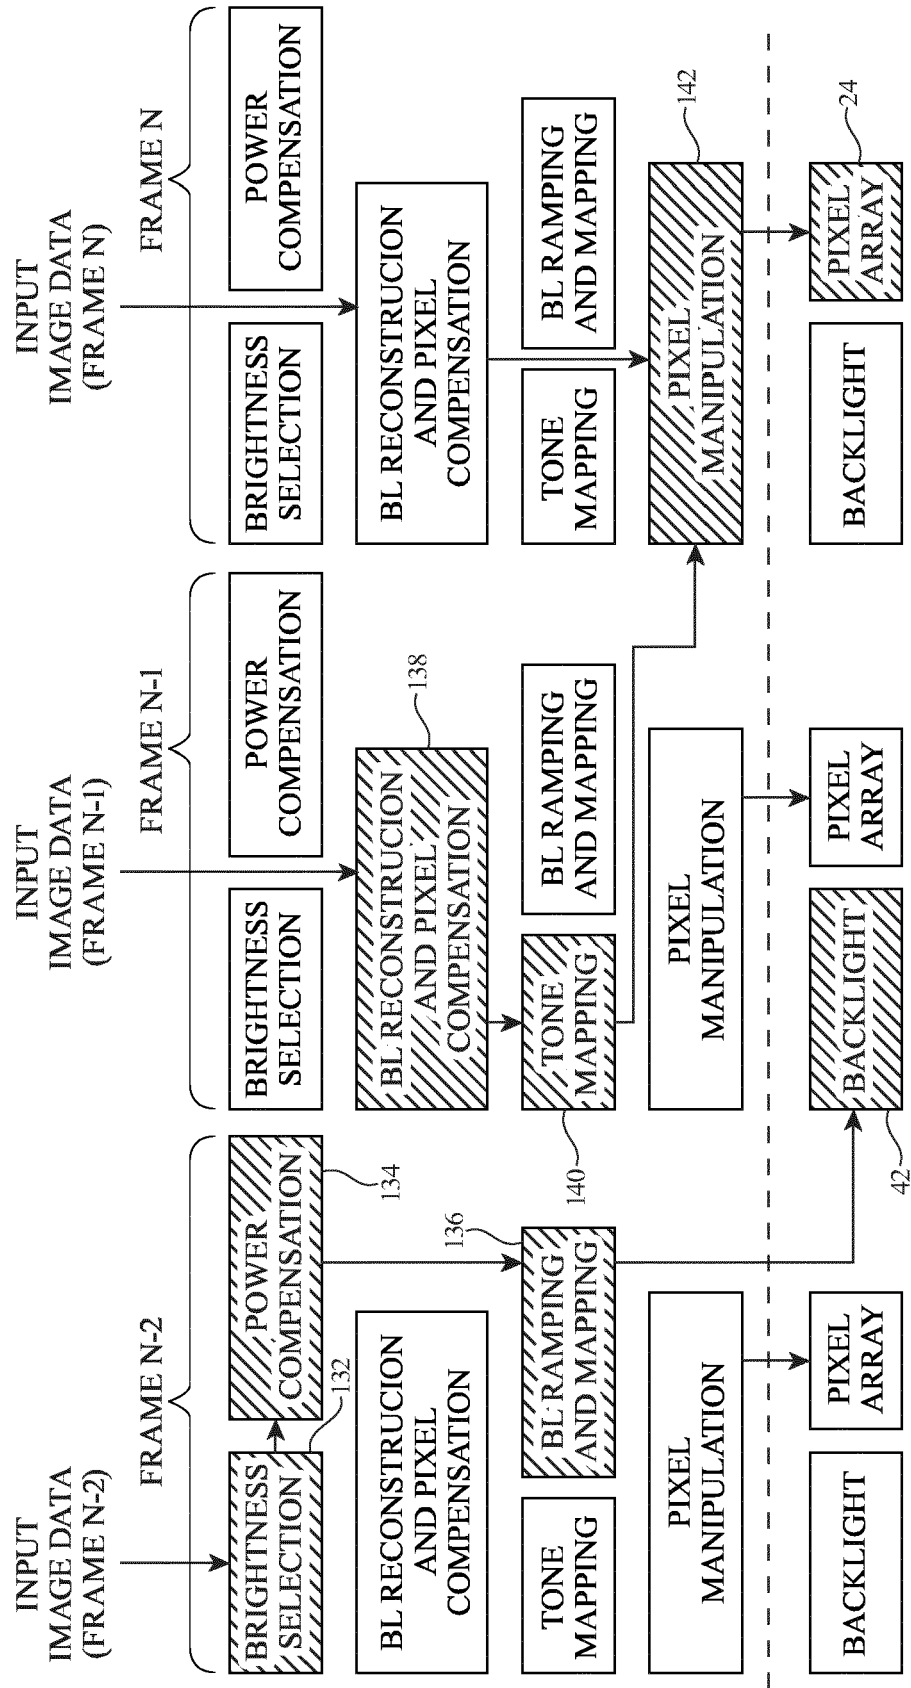 INPUT
IMAGE DATA
(FRAME N-2)
FRAME N-2
BRIGHTNESS
SELECTION
132
POWER
COMPENSATION
134
BL RECONSTRUCION
AND PIXEL
COMPENSATION
TONE
MAPPING
BL RAMPING
AND MAPPING
136
PIXEL
MANIPULATION
BACKLIGHT
PIXEL
ARRAY
INPUT
IMAGE DATA
(FRAME N-1)
FRAME N-1
BRIGHTNESS
SELECTION
POWER
COMPENSATION
BL RECONSTRUCION
AND PIXEL
COMPENSATION
138
TONE
MAPPING
140
BL RAMPING
AND MAPPING
PIXEL
MANIPULATION
BACKLIGHT
42
PIXEL
ARRAY
INPUT
IMAGE DATA
(FRAME N)
FRAME N
BRIGHTNESS
SELECTION
POWER
COMPENSATION
BL RECONSTRUCION
AND PIXEL
COMPENSATION
TONE
MAPPING
BL RAMPING
AND MAPPING
PIXEL
MANIPULATION
142
BACKLIGHT
PIXEL
ARRAY
24